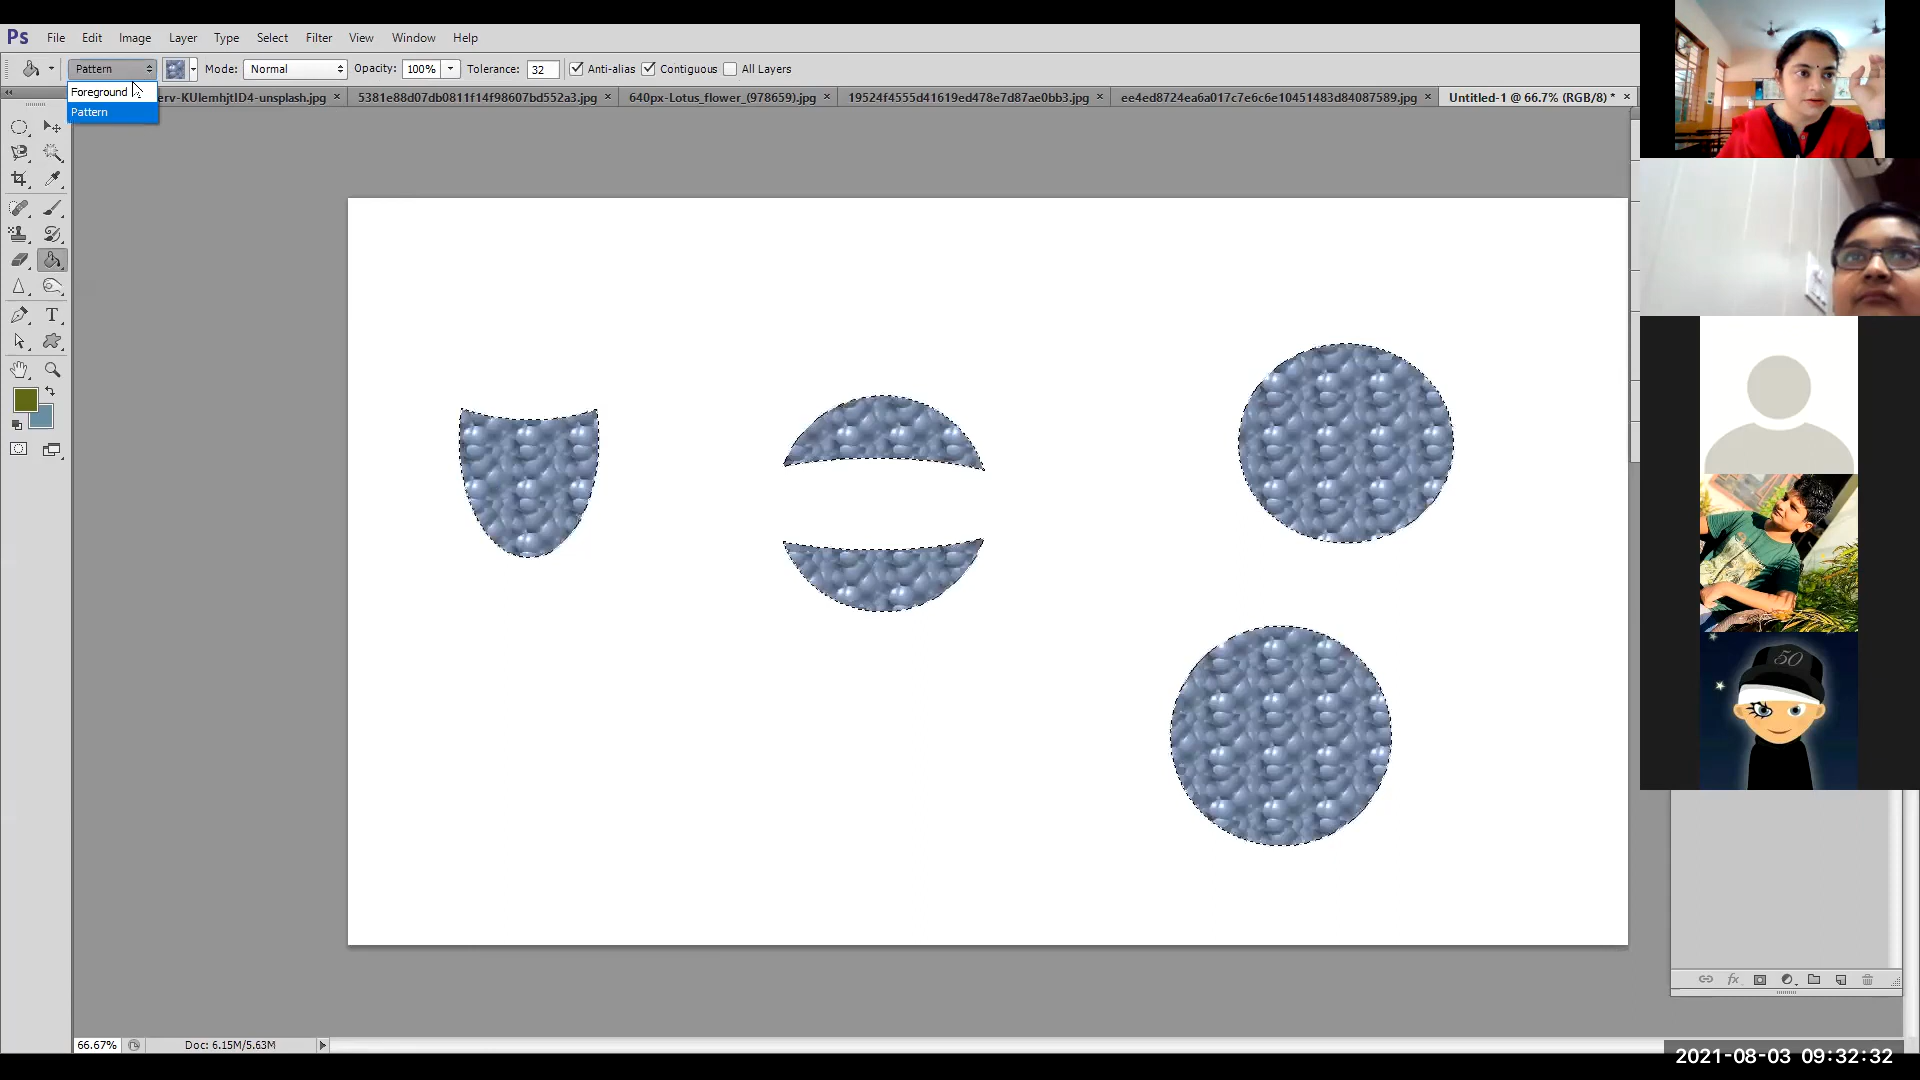 Ps File Edit Image Layer Type Select Filter View Window Help
Pattern Mode: Normal Opacity: 100% Tolerance: 32 Anti-alias Contiguous All Layers
Foreground
Pattern
erv-KUIemhjtID4-unsplash.jpg × 5381e88d07db0811f14f98607bd552a3.jpg × 640px-Lotus_flower_(978659).jpg × 19524f4555d41619ed478e7d87ae0bb3.jpg × ee4ed8724ea6a017c7e6c6e10451483d84087589.jpg × Untitled-1 @ 66.7% (RGB/8) * ×
T
50
fx
66.67% Doc: 6.15M/5.63M
2021-08-03 09:32:32